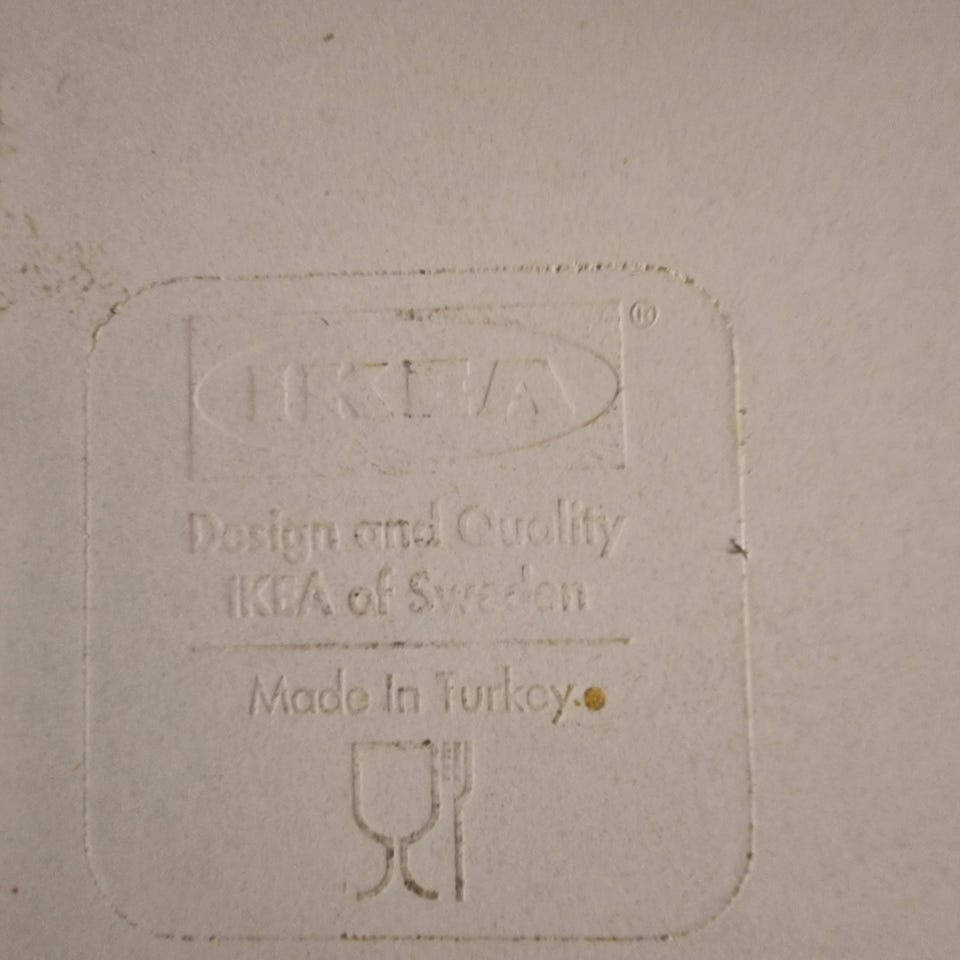 IKEA®
Design and Quality
IKEA of Sweden
Made in Turkey